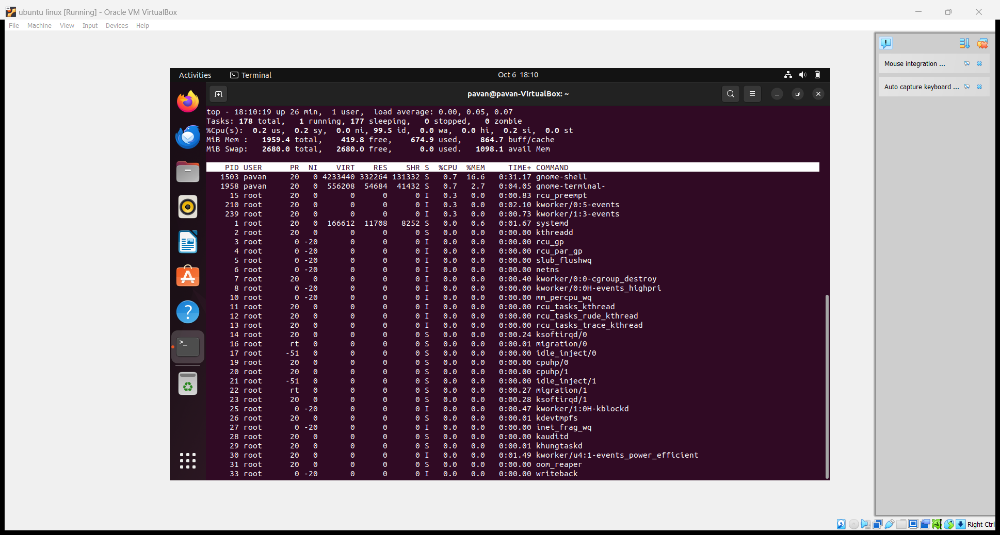 ubuntu linux [Running] - Oracle VM VirtualBox
File Machine View Input Devices Help
Mouse integration ...
Auto capture keyboard ...
Activities Terminal Oct 6 18:10
pavan@pavan-VirtualBox: ~
top - 18:10:19 up 26 min, 1 user, load average: 0.00, 0.05, 0.07
Tasks: 178 total, 1 running, 177 sleeping, 0 stopped, 0 zombie
%Cpu(s): 0.2 us, 0.2 sy, 0.0 ni, 99.5 id, 0.0 wa, 0.0 hi, 0.2 si, 0.0 st
MiB Mem : 1959.4 total, 419.8 free, 674.9 used, 864.7 buff/cache
MiB Swap: 2680.0 total, 2680.0 free, 0.0 used. 1098.1 avail Mem
PID USER PR NI VIRT RES SHR S %CPU %MEM TIME+ COMMAND
1503 pavan 20 0 4233440 332264 131332 S 0.7 16.6 0:31.17 gnome-shell
1958 pavan 20 0 556208 54684 41432 S 0.7 2.7 0:04.05 gnome-terminal-
15 root 20 0 0 0 0 I 0.3 0.0 0:00.83 rcu_preempt
210 root 20 0 0 0 0 I 0.3 0.0 0:02.10 kworker/0:5-events
239 root 20 0 0 0 0 I 0.3 0.0 0:00.73 kworker/1:3-events
1 root 20 0 166612 11708 8252 S 0.0 0.6 0:01.67 systemd
2 root 20 0 0 0 0 S 0.0 0.0 0:00.00 kthreadd
3 root 0 -20 0 0 0 I 0.0 0.0 0:00.00 rcu_gp
4 root 0 -20 0 0 0 I 0.0 0.0 0:00.00 rcu_par_gp
5 root 0 -20 0 0 0 I 0.0 0.0 0:00.00 slub_flushwq
6 root 0 -20 0 0 0 I 0.0 0.0 0:00.00 netns
7 root 20 0 0 0 0 I 0.0 0.0 0:00.40 kworker/0:0-cgroup_destroy
8 root 0 -20 0 0 0 I 0.0 0.0 0:00.00 kworker/0:0H-events_highpri
10 root 0 -20 0 0 0 I 0.0 0.0 0:00.00 mm_percpu_wq
11 root 20 0 0 0 0 I 0.0 0.0 0:00.00 rcu_tasks_kthread
12 root 20 0 0 0 0 I 0.0 0.0 0:00.00 rcu_tasks_rude_kthread
13 root 20 0 0 0 0 I 0.0 0.0 0:00.00 rcu_tasks_trace_kthread
14 root 20 0 0 0 0 S 0.0 0.0 0:00.24 ksoftirqd/0
16 root rt 0 0 0 0 S 0.0 0.0 0:00.01 migration/0
17 root -51 0 0 0 0 S 0.0 0.0 0:00.00 idle_inject/0
19 root 20 0 0 0 0 S 0.0 0.0 0:00.00 cpuhp/0
20 root 20 0 0 0 0 S 0.0 0.0 0:00.00 cpuhp/1
21 root -51 0 0 0 0 S 0.0 0.0 0:00.00 idle_inject/1
22 root rt 0 0 0 0 S 0.0 0.0 0:00.27 migration/1
23 root 20 0 0 0 0 S 0.0 0.0 0:00.28 ksoftirqd/1
25 root 0 -20 0 0 0 I 0.0 0.0 0:00.47 kworker/1:0H-kblockd
26 root 20 0 0 0 0 S 0.0 0.0 0:00.01 kdevtmpfs
27 root 0 -20 0 0 0 I 0.0 0.0 0:00.00 inet_frag_wq
28 root 20 0 0 0 0 S 0.0 0.0 0:00.00 kauditd
29 root 20 0 0 0 0 S 0.0 0.0 0:00.01 khungtaskd
30 root 20 0 0 0 0 I 0.0 0.0 0:01.49 kworker/u4:1-events_power_efficient
31 root 20 0 0 0 0 S 0.0 0.0 0:00.00 oom_reaper
33 root 0 -20 0 0 0 I 0.0 0.0 0:00.00 writeback
Right Ctrl